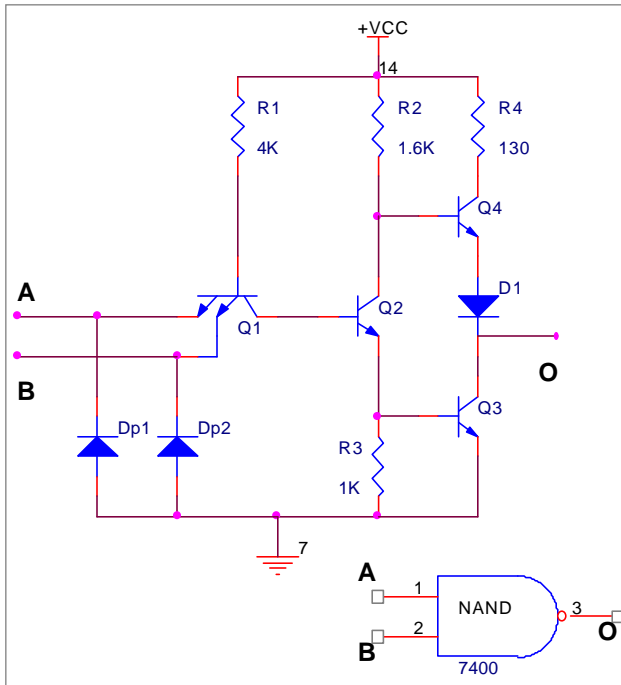 +VCC
14
R1
R2
R4
4K
1.6K
130
Q4
A
D1
Q1
Q2
B
O
Q3
Dp1
Dp2
R3
1K
7
A
1
NAND
3
B
2
O
7400